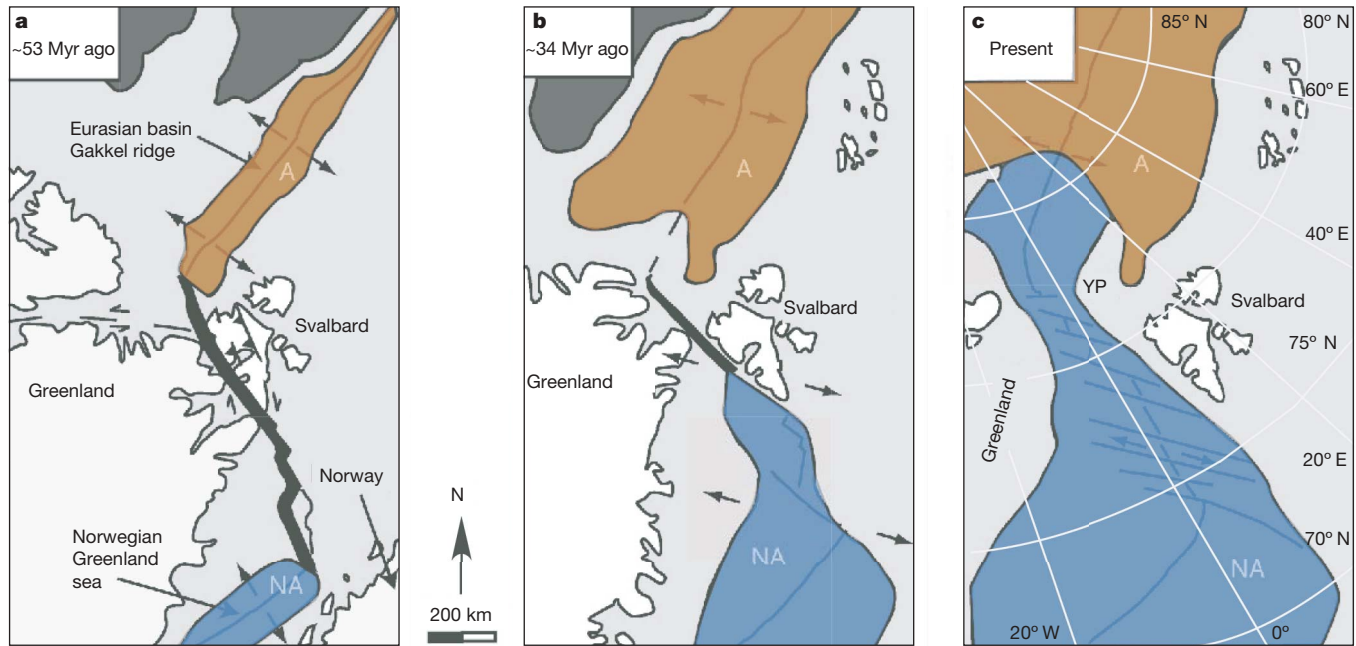 a
~53 Myr ago
Eurasian basin
Gakkel ridge
A
Svalbard
Greenland
Norway
Norwegian
Greenland
sea
NA
N
200 km
b
~34 Myr ago
A
Svalbard
Greenland
NA
c
Present
85° N
80° N
60° E
A
40° E
YP
Svalbard
75° N
Greenland
20° E
70° N
NA
20° W
0°